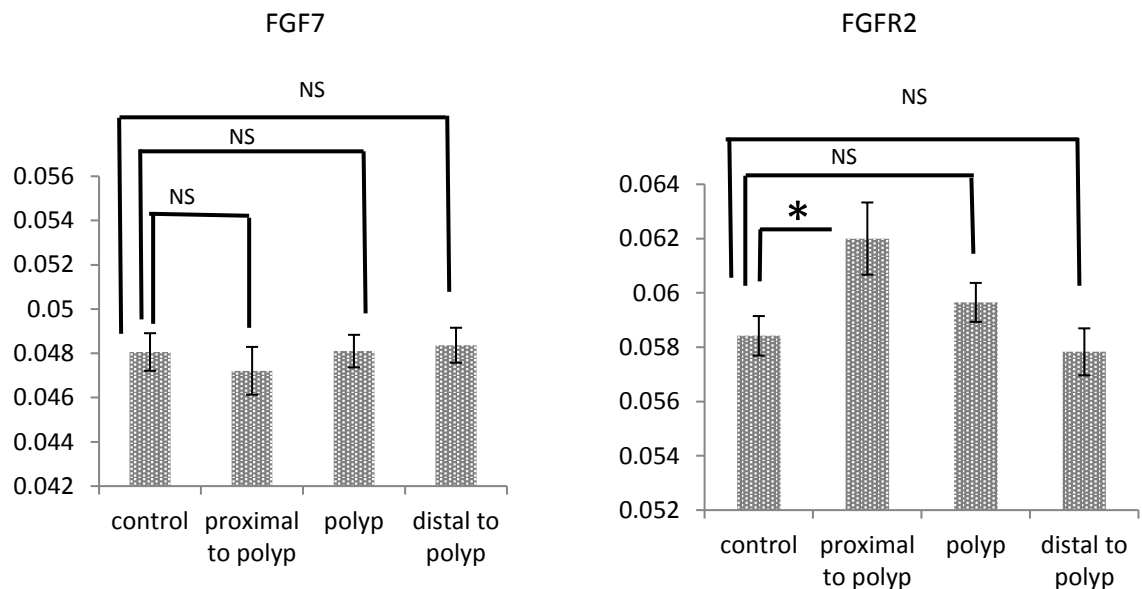 FGF7
NS
NS
NS
0.056
0.054
0.052
0.05
0.048
0.046
0.044
0.042
control
proximal
to polyp
polyp
distal to
polyp
FGFR2
NS
NS
*
0.064
0.062
0.06
0.058
0.056
0.054
0.052
control
proximal
to polyp
polyp
distal to
polyp